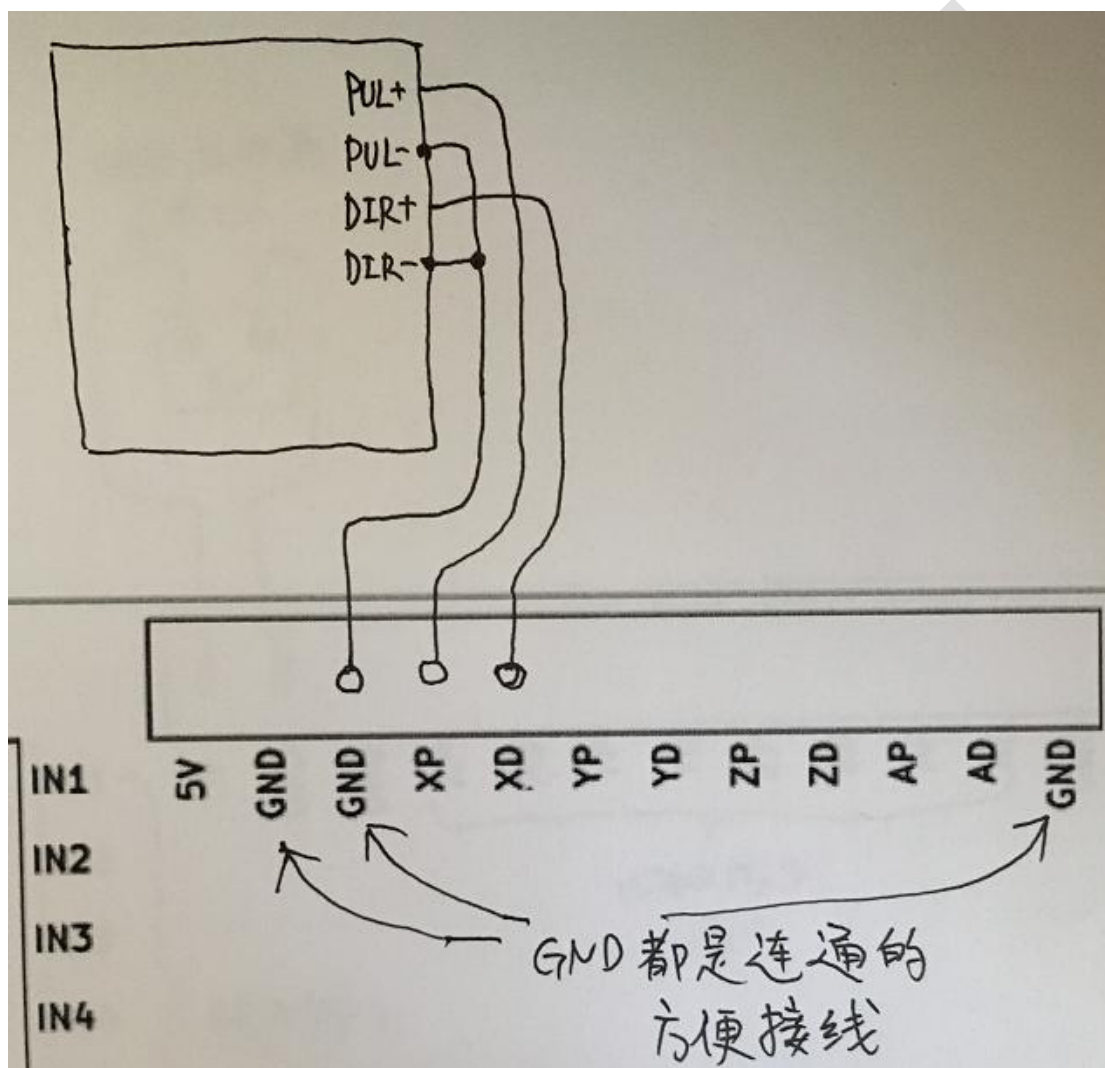 PUL+
PUL-
DIR+
DIR-
5V
GND
GND
XP
XD
YP
YD
ZP
ZD
AP
AD
GND
IN1
IN2
IN3
IN4
GND都是连通的
方便接线